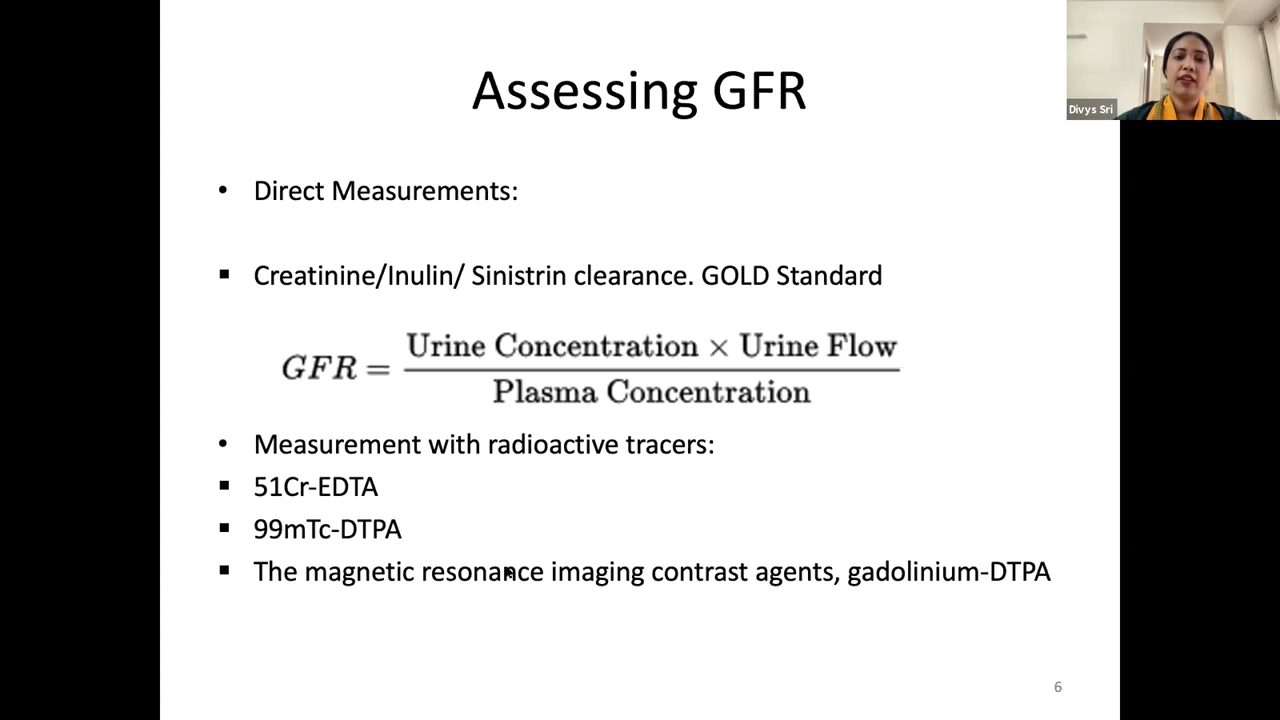 Assessing GFR
Divys Sri
• Direct Measurements:
▪ Creatinine/Inulin/ Sinistrin clearance. GOLD Standard
GFR = Urine Concentration × Urine Flow
Plasma Concentration
• Measurement with radioactive tracers:
▪ 51Cr-EDTA
▪ 99mTc-DTPA
▪ The magnetic resonance imaging contrast agents, gadolinium-DTPA
6